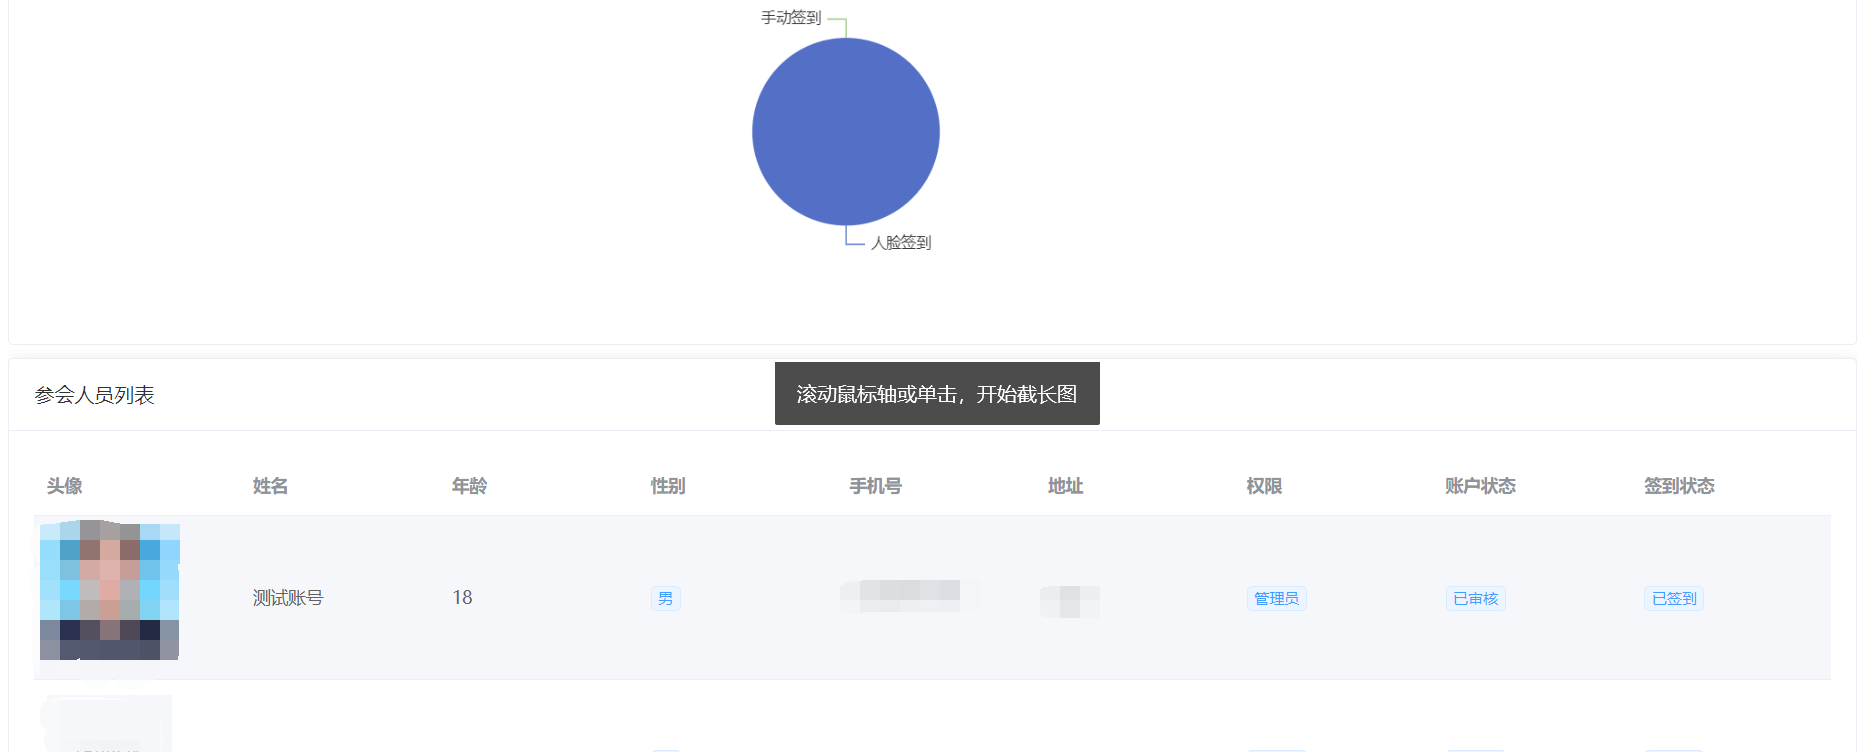 手动签到
人脸签到
参会人员列表
滚动鼠标轴或单击，开始截长图
头像 姓名 年龄 性别 手机号 地址 权限 账户状态 签到状态
测试账号 18 男 管理员 已审核 已签到